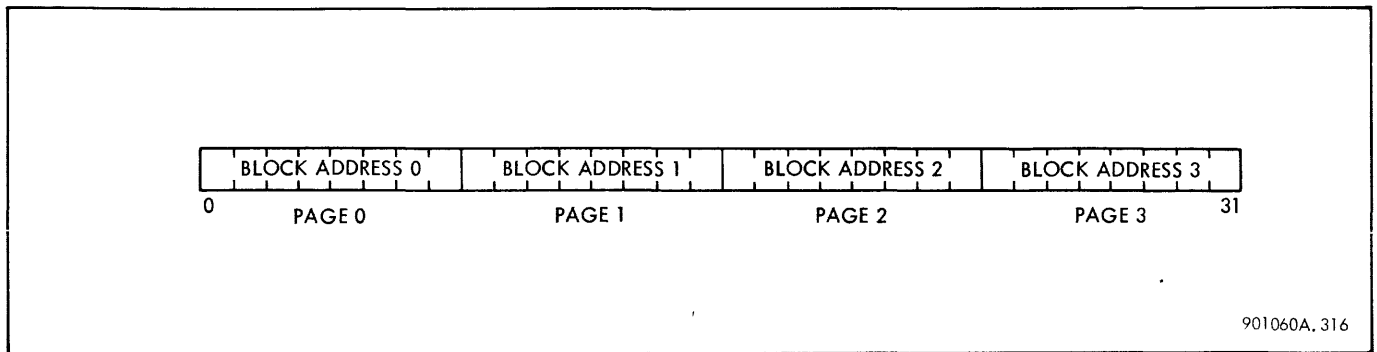 BLOCK ADDRESS 0 BLOCK ADDRESS 1 BLOCK ADDRESS 2 BLOCK ADDRESS 3
0 PAGE 0 PAGE 1 PAGE 2 PAGE 3 31
901060A.316